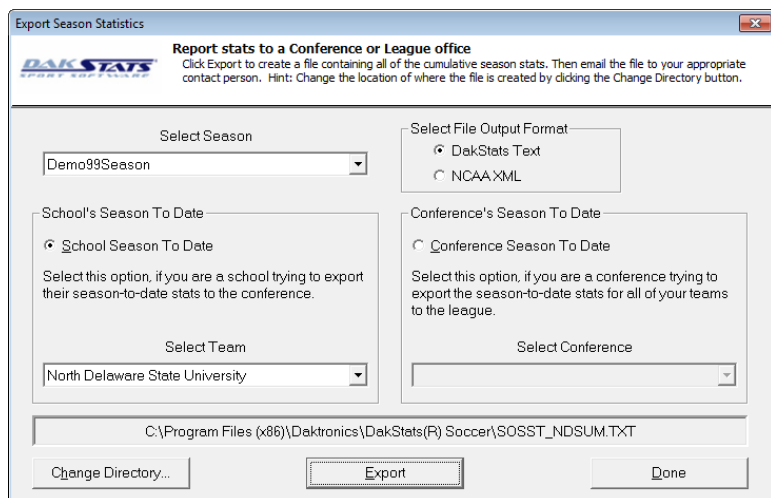 Export Season Statistics
Report stats to a Conference or League office
Click Export to create a file containing all of the cumulative season stats. Then email the file to your appropriate
contact person. Hint: Change the location of where the file is created by clicking the Change Directory button.
DAKSTATS
SPORT SOFTWARE
Select Season
Demo99Season
Select File Output Format
DakStats Text
NCAA XML
School's Season To Date
School Season To Date
Select this option, if you are a school trying to export
their season-to-date stats to the conference.
Select Team
North Delaware State University
Conference's Season To Date
Conference Season To Date
Select this option, if you are a conference trying to
export the season-to-date stats for all of your teams
to the league.
Select Conference
C:\Program Files (x86)\Daktronics\DakStats(R) Soccer\SOSST_NDSUM.TXT
Change Directory...
Export
Done